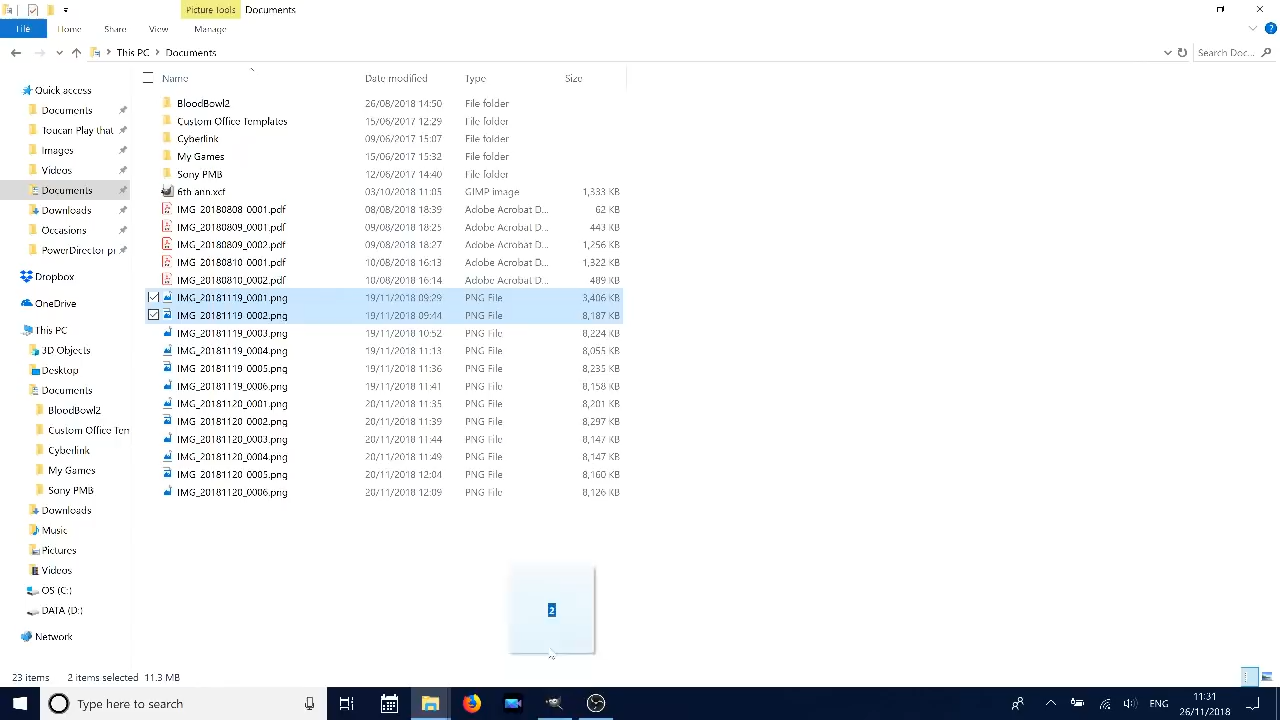 Picture Tools Documents
File Home Share View Manage
This PC Documents Search Doc...
Name Date modified Type Size
Quick access
Documents
Toucan Play that
Images
Videos
Documents
Downloads
Occasions
PowerDirector pr
Dropbox
OneDrive
This PC
3D Objects
Desktop
Documents
BloodBowl2
Custom Office Tem
Cyberlink
My Games
Sony PMB
Downloads
Music
Pictures
Videos
OS (C:)
DATA (D:)
Network
BloodBowl2 26/08/2018 14:50 File folder
Custom Office Templates 15/06/2017 12:29 File folder
Cyberlink 09/06/2017 15:07 File folder
My Games 15/06/2017 15:32 File folder
Sony PMB 12/06/2017 14:40 File folder
6th ann.xcf 03/10/2018 11:05 GIMP image 1,333 KB
IMG_20180808_0001.pdf 08/08/2018 18:39 Adobe Acrobat D... 62 KB
IMG_20180809_0001.pdf 09/08/2018 18:25 Adobe Acrobat D... 443 KB
IMG_20180809_0002.pdf 09/08/2018 18:27 Adobe Acrobat D... 1,256 KB
IMG_20180810_0001.pdf 10/08/2018 16:13 Adobe Acrobat D... 1,322 KB
IMG_20180810_0002.pdf 10/08/2018 16:14 Adobe Acrobat D... 489 KB
IMG_20181119_0001.png 19/11/2018 09:29 PNG File 3,406 KB
IMG_20181119_0002.png 19/11/2018 09:44 PNG File 8,187 KB
IMG_20181119_0003.png 19/11/2018 10:52 PNG File 8,224 KB
IMG_20181119_0004.png 19/11/2018 11:13 PNG File 8,055 KB
IMG_20181119_0005.png 19/11/2018 11:36 PNG File 8,235 KB
IMG_20181119_0006.png 19/11/2018 11:41 PNG File 8,158 KB
IMG_20181120_0001.png 20/11/2018 11:35 PNG File 8,201 KB
IMG_20181120_0002.png 20/11/2018 11:39 PNG File 8,297 KB
IMG_20181120_0003.png 20/11/2018 11:44 PNG File 8,147 KB
IMG_20181120_0004.png 20/11/2018 11:49 PNG File 8,147 KB
IMG_20181120_0005.png 20/11/2018 12:04 PNG File 8,160 KB
IMG_20181120_0006.png 20/11/2018 12:09 PNG File 8,126 KB
2
23 items 2 items selected 11.3 MB
Type here to search ENG 11:31
26/11/2018